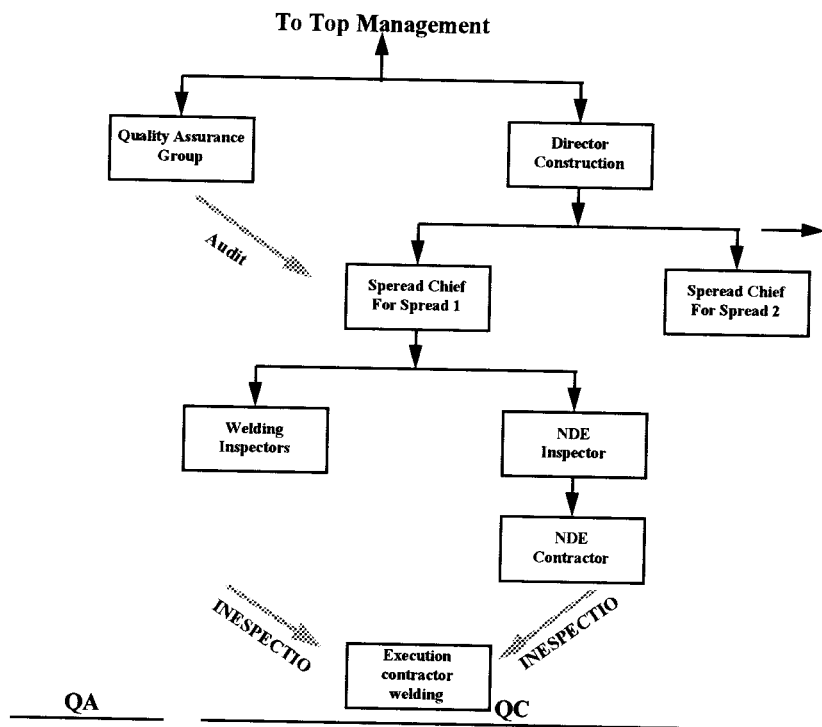 To Top Management
Quality Assurance
Group
Director
Construction
Audit
Speread Chief
For Spread 1
Speread Chief
For Spread 2
Welding
Inspectors
NDE
Inspector
NDE
Contractor
INESPECTIO
INESPECTIO
Execution
contractor
welding
QA
QC